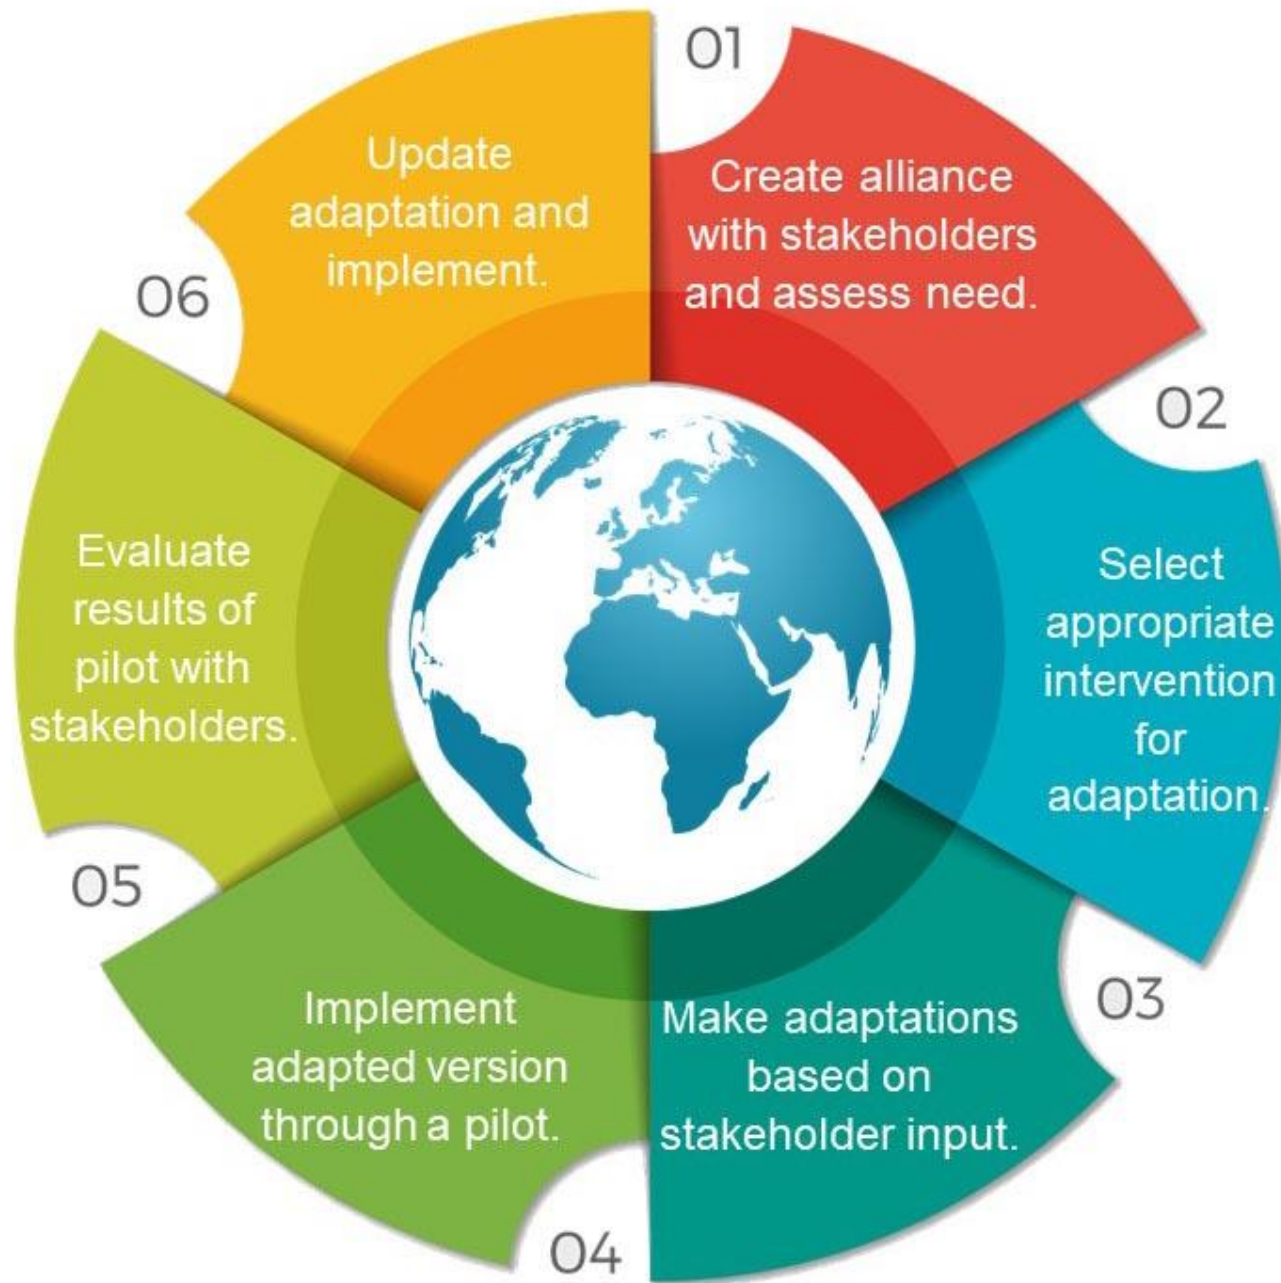 01
Create alliance
with stakeholders
and assess need.
02
Select
appropriate
intervention
for
adaptation.
03
Make adaptations
based on
stakeholder input.
04
Implement
adapted version
through a pilot.
05
Evaluate
results of
pilot with
stakeholders.
06
Update
adaptation and
implement.